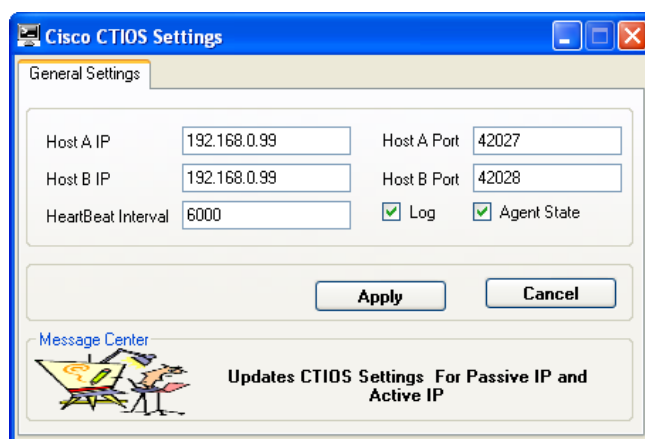 Cisco CTIOS Settings
General Settings
Host A IP 192.168.0.99 Host A Port 42027
Host B IP 192.168.0.99 Host B Port 42028
HeartBeat Interval 6000 Log Agent State
Apply Cancel
Message Center
Updates CTIOS Settings For Passive IP and
Active IP